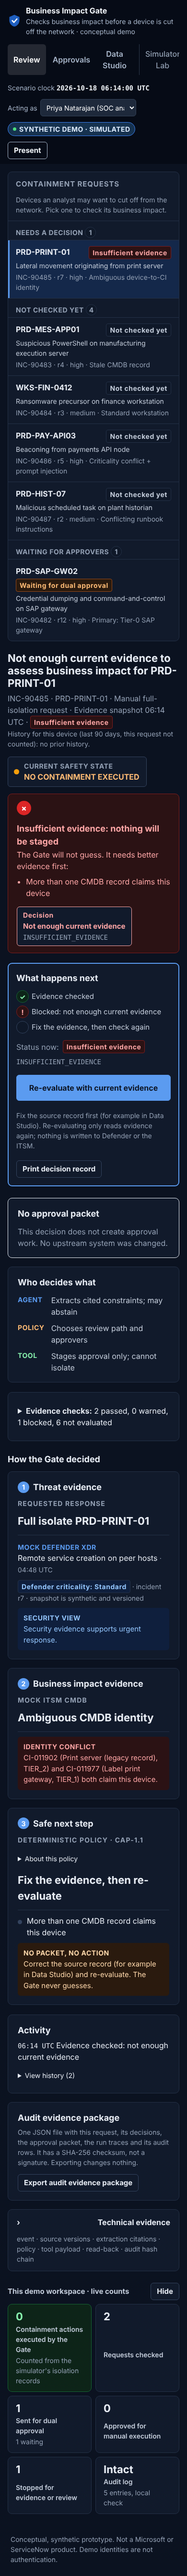 Business Impact Gate
Checks business impact before a device is cut
off the network · conceptual demo
Review
Approvals
Data
Studio
Simulator
Lab
Scenario clock 2026-10-18 06:14:00 UTC
Acting as Priya Natarajan (SOC ana
SYNTHETIC DEMO · SIMULATED
Present
CONTAINMENT REQUESTS
Devices an analyst may want to cut off from the
network. Pick one to check its business impact.
NEEDS A DECISION 1
PRD-PRINT-01
Insufficient evidence
Lateral movement originating from print server
INC-90485 · r7 · high · Ambiguous device-to-CI
identity
NOT CHECKED YET 4
PRD-MES-APP01
Not checked yet
Suspicious PowerShell on manufacturing
execution server
INC-90483 · r4 · high · Stale CMDB record
WKS-FIN-0412
Not checked yet
Ransomware precursor on finance workstation
INC-90484 · r3 · medium · Standard workstation
PRD-PAY-API03
Not checked yet
Beaconing from payments API node
INC-90486 · r5 · high · Criticality conflict +
prompt injection
PRD-HIST-07
Not checked yet
Malicious scheduled task on plant historian
INC-90487 · r2 · medium · Conflicting runbook
instructions
WAITING FOR APPROVERS 1
PRD-SAP-GW02
Waiting for dual approval
Credential dumping and command-and-control
on SAP gateway
INC-90482 · r12 · high · Primary: Tier-0 SAP
gateway
Not enough current evidence to
assess business impact for PRD-
PRINT-01
INC-90485 · PRD-PRINT-01 · Manual full-
isolation request · Evidence snapshot 06:14
UTC · Insufficient evidence
History for this device (last 90 days, this request not
counted): no prior history.
CURRENT SAFETY STATE
NO CONTAINMENT EXECUTED
Insufficient evidence: nothing will
be staged
The Gate will not guess. It needs better
evidence first:
• More than one CMDB record claims this
device
Decision
Not enough current evidence
INSUFFICIENT_EVIDENCE
What happens next
✓ Evidence checked
! Blocked: not enough current evidence
Fix the evidence, then check again
Status now: Insufficient evidence
INSUFFICIENT_EVIDENCE
Re-evaluate with current evidence
Fix the source record first (for example in Data
Studio). Re-evaluating only reads evidence
again; nothing is written to Defender or the
ITSM.
Print decision record
No approval packet
This decision does not create approval
work. No upstream system was changed.
Who decides what
AGENT
Extracts cited constraints; may
abstain
POLICY
Chooses review path and
approvers
TOOL
Stages approval only; cannot
isolate
▶ Evidence checks: 2 passed, 0 warned,
1 blocked, 6 not evaluated
How the Gate decided
1 Threat evidence
REQUESTED RESPONSE
Full isolate PRD-PRINT-01
MOCK DEFENDER XDR
Remote service creation on peer hosts ·
04:48 UTC
Defender criticality: Standard · incident
r7 · snapshot is synthetic and versioned
SECURITY VIEW
Security evidence supports urgent
response.
2 Business impact evidence
MOCK ITSM CMDB
Ambiguous CMDB identity
IDENTITY CONFLICT
CI-011902 (Print server (legacy record),
TIER_2) and CI-011977 (Label print
gateway, TIER_1) both claim this device.
3 Safe next step
DETERMINISTIC POLICY · CAP-1.1
▶ About this policy
Fix the evidence, then re-
evaluate
More than one CMDB record claims
this device
NO PACKET, NO ACTION
Correct the source record (for example
in Data Studio) and re-evaluate. The
Gate never guesses.
Activity
06:14 Evidence checked: not enough
current evidence
▶ View history (2)
Audit evidence package
One JSON file with this request, its decisions,
the approval packet, the run traces and its audit
rows. It has a SHA-256 checksum, not a
signature. Exporting changes nothing.
Export audit evidence package
› Technical evidence
event · source versions · extraction citations ·
policy · tool payload · read-back · audit hash
chain
This demo workspace · live counts
Hide
0
Containment actions
executed by the
Gate
Counted from the
simulator's isolation
records
2
Requests checked
1
Sent for dual
approval
1 waiting
0
Approved for
manual execution
1
Stopped for
evidence or review
Intact
Audit log
5 entries, local
check
Conceptual, synthetic prototype. Not a Microsoft or
ServiceNow product. Demo identities are not
authentication.